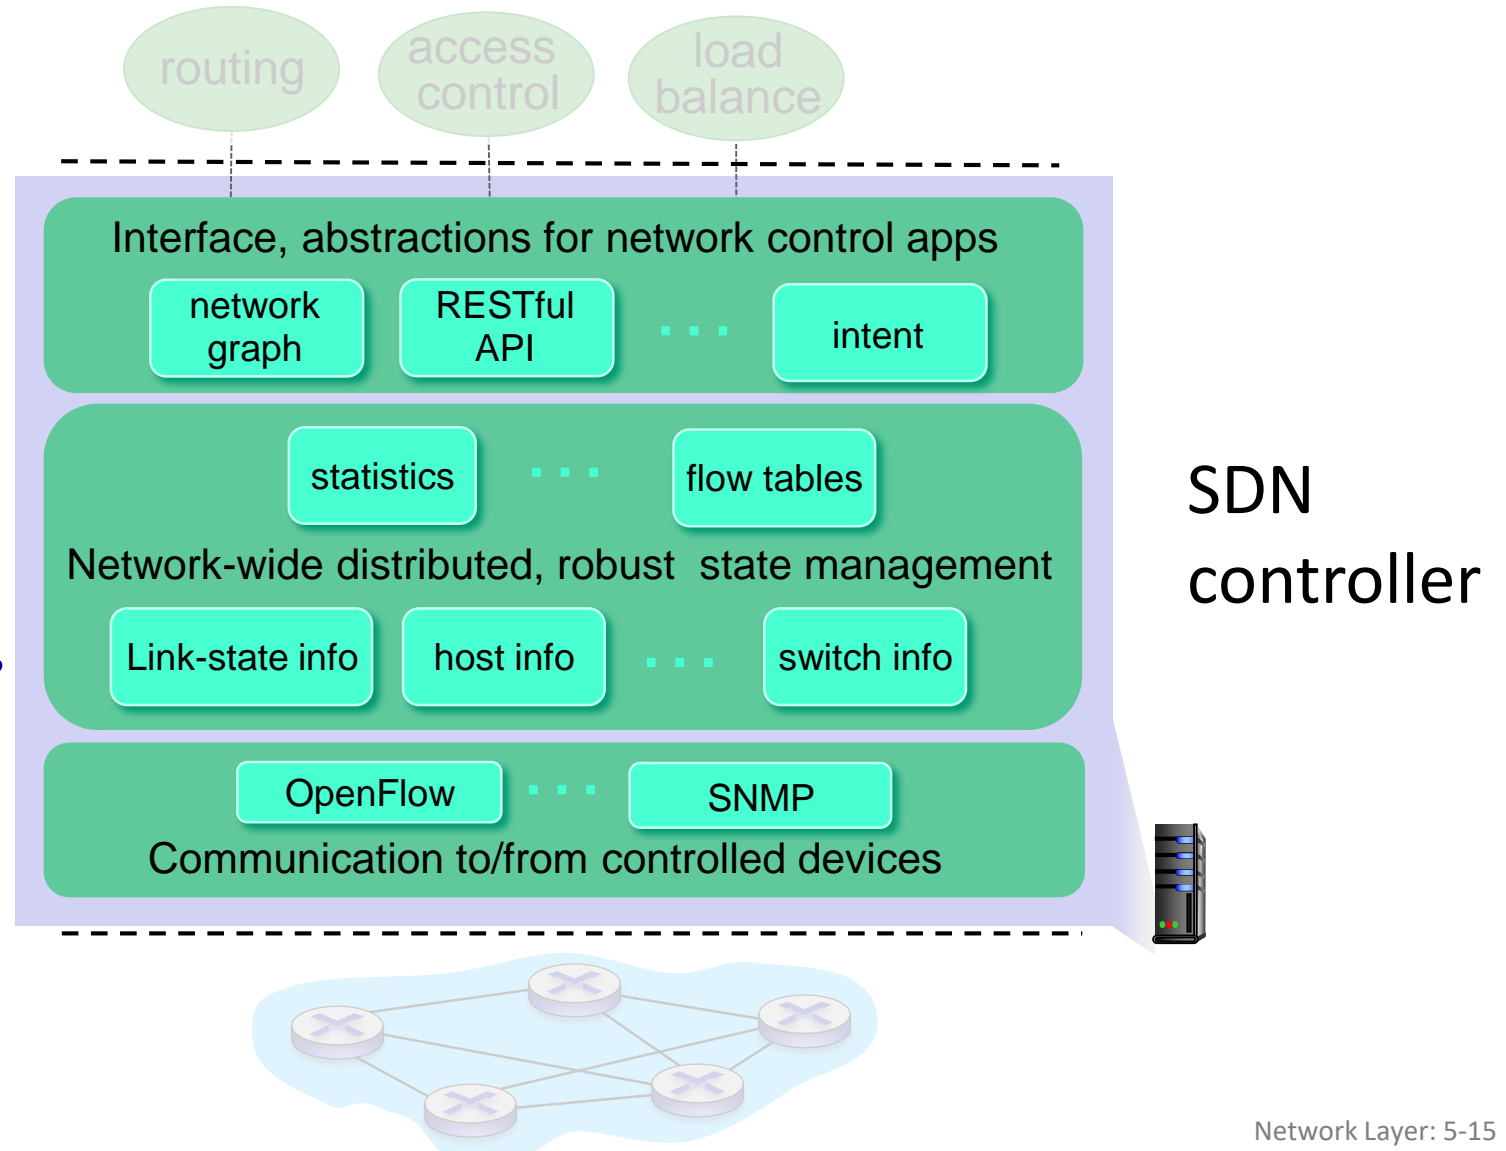 routing
access
control
load
balance
Interface, abstractions for network control apps
network
graph
RESTful
API
. . .
intent
statistics
. . .
flow tables
Network-wide distributed, robust  state management
Link-state info
host info
. . .
switch info
OpenFlow
. . .
SNMP
Communication to/from controlled devices
SDN
controller
Network Layer: 5-15